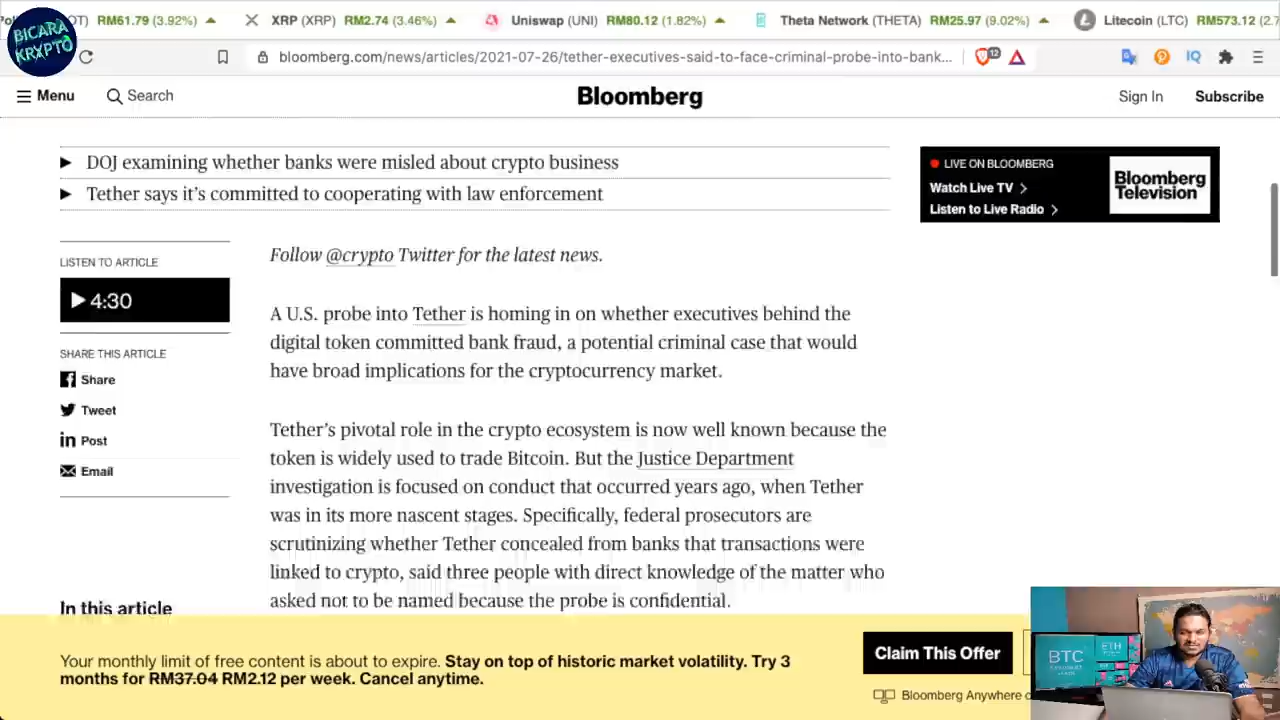 RM61.79 (3.92%) XRP (XRP) RM2.74 (3.46%) Uniswap (UNI) RM80.12 (1.82%) Theta Network (THETA) RM25.97 (9.02%) Litecoin (LTC) RM573.12
BICARA
KRXPTO
bloomberg.com/news/articles/2021-07-26/tether-executives-said-to-face-criminal-probe-into-bank... 12 IQ
Menu Search Bloomberg Sign In Subscribe
DOJ examining whether banks were misled about crypto business
Tether says it's committed to cooperating with law enforcement
LIVE ON BLOOMBERG
Watch Live TV
Listen to Live Radio
Bloomberg
Television
LISTEN TO ARTICLE
4:30
SHARE THIS ARTICLE
Share
Tweet
Post
Email
Follow @crypto Twitter for the latest news.
A U.S. probe into Tether is homing in on whether executives behind the
digital token committed bank fraud, a potential criminal case that would
have broad implications for the cryptocurrency market.
Tether's pivotal role in the crypto ecosystem is now well known because the
token is widely used to trade Bitcoin. But the Justice Department
investigation is focused on conduct that occurred years ago, when Tether
was in its more nascent stages. Specifically, federal prosecutors are
scrutinizing whether Tether concealed from banks that transactions were
linked to crypto, said three people with direct knowledge of the matter who
asked not to be named because the probe is confidential.
In this article
Your monthly limit of free content is about to expire. Stay on top of historic market volatility. Try 3
months for RM37.04 RM2.12 per week. Cancel anytime.
Claim This Offer
Bloomberg Anywhere
BTC
ETH